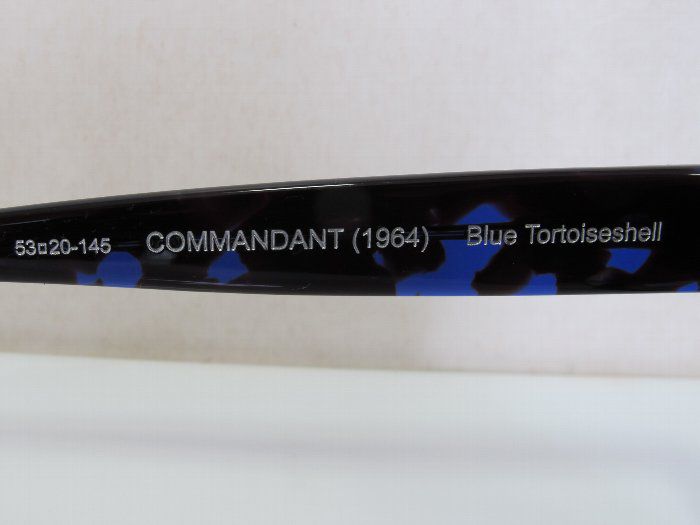 53□20-145 COMMANDANT (1964) Blue Tortoiseshell